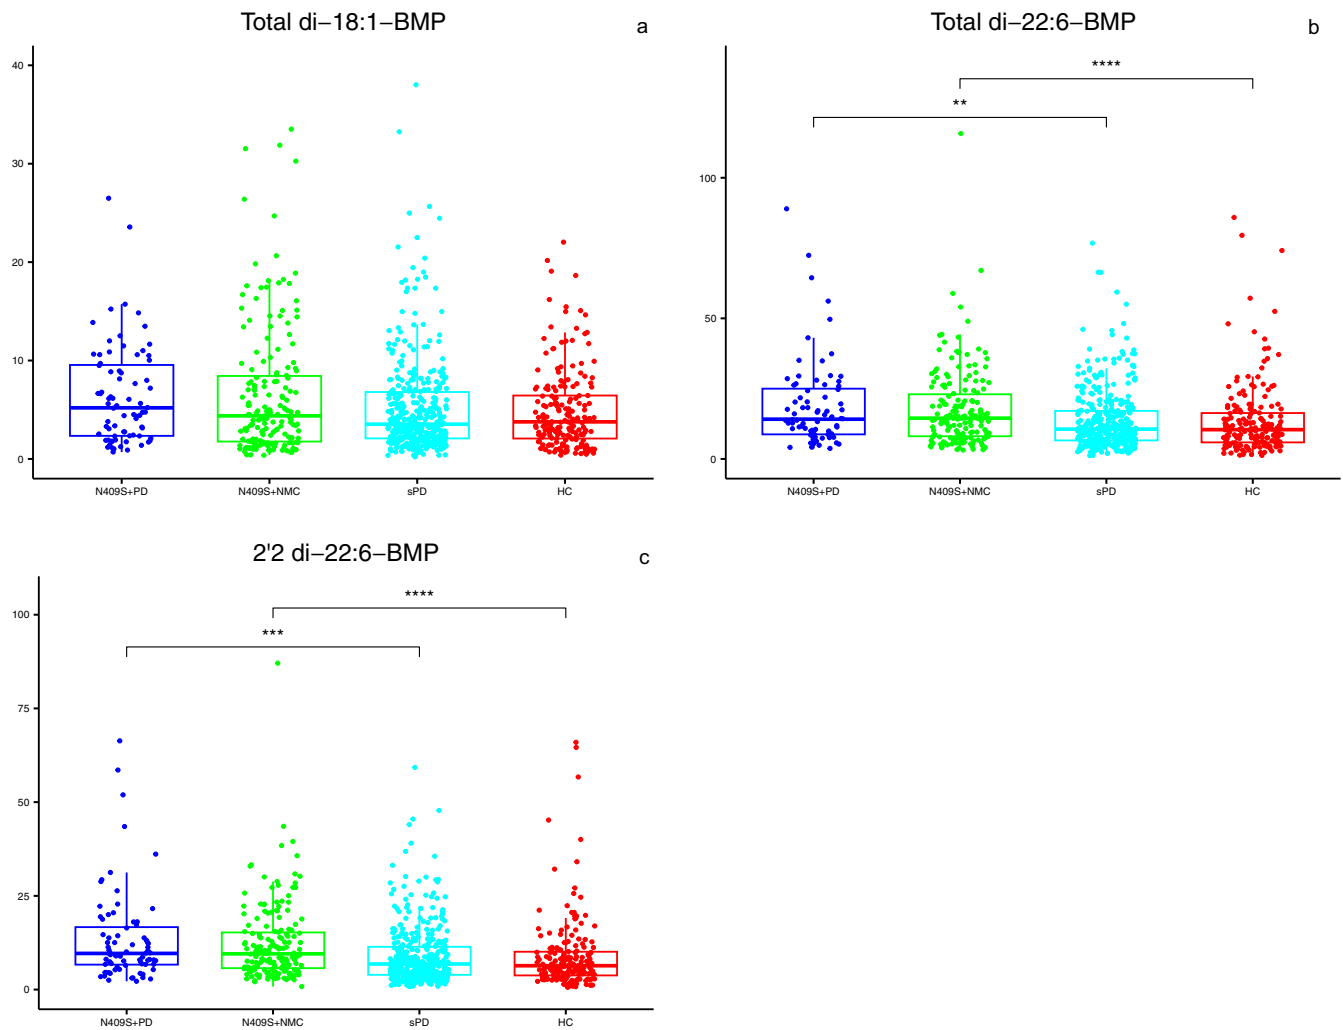 Total di−18:1−BMP
a
40
30
20
10
0
N409S+PD N409S+NMC sPD HC
Total di−22:6−BMP
b
****
**
100
50
0
N409S+PD N409S+NMC sPD HC
2'2 di−22:6−BMP
c
****
***
100
75
50
25
0
N409S+PD N409S+NMC sPD HC